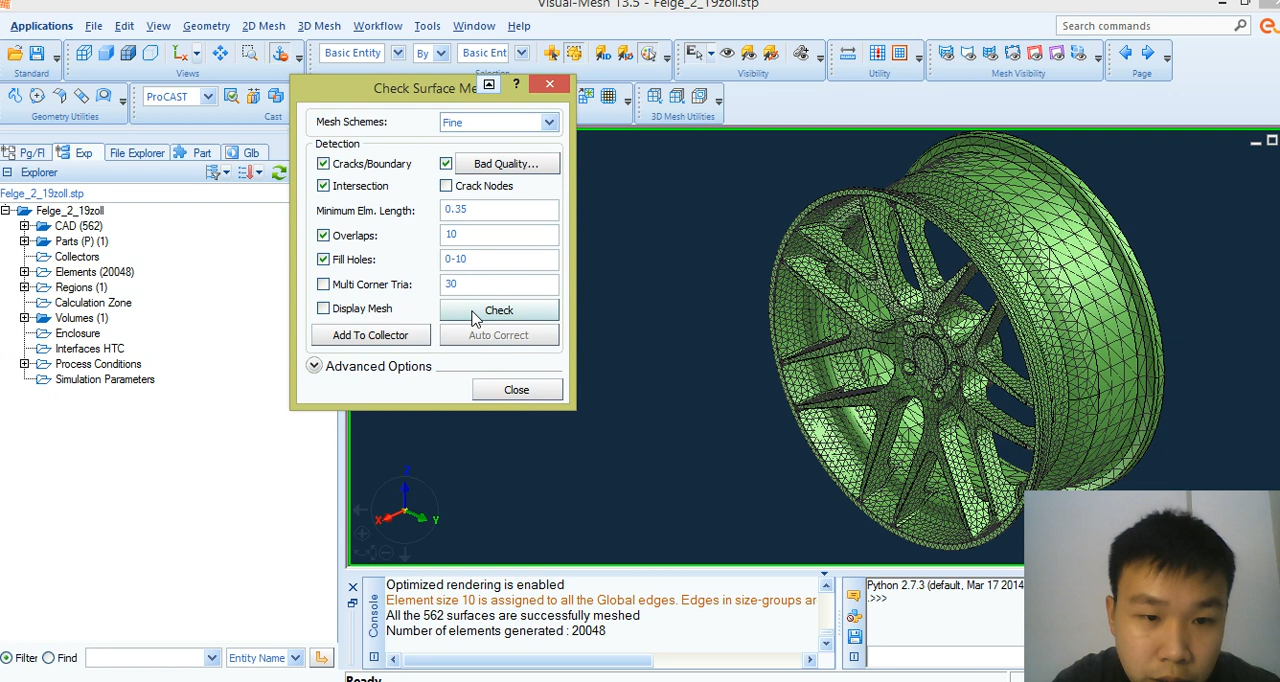 Visual-Mesh 13.5 - Felge_2_19zoll.stp
Applications File Edit View Geometry 2D Mesh 3D Mesh Workflow Tools Window Help
Search commands
Basic Entity By Basic Ent
Standard Views Selection Visibility Utility Mesh Visibility Page
ProCAST
Geometry Utilities Cast 3D Mesh Utilities
Pg/Fl Exp File Explorer Part Glb
Explorer
Felge_2_19zoll.stp
Felge_2_19zoll
CAD (562)
Parts (P) (1)
Collectors
Elements (20048)
Regions (1)
Calculation Zone
Volumes (1)
Enclosure
Interfaces HTC
Process Conditions
Simulation Parameters
Filter Find Entity Name
Check Surface Me
?
Mesh Schemes: Fine
Detection
Cracks/Boundary Bad Quality...
Intersection Crack Nodes
Minimum Elm. Length: 0.35
Overlaps: 10
Fill Holes: 0-10
Multi Corner Tria: 30
Display Mesh Check
Add To Collector Auto Correct
Advanced Options
Close
X Y
Console
Optimized rendering is enabled
Element size 10 is assigned to all the Global edges. Edges in size-groups ar
All the 562 surfaces are successfully meshed
Number of elements generated : 20048
Python 2.7.3 (default, Mar 17 2014
>>>
Ready